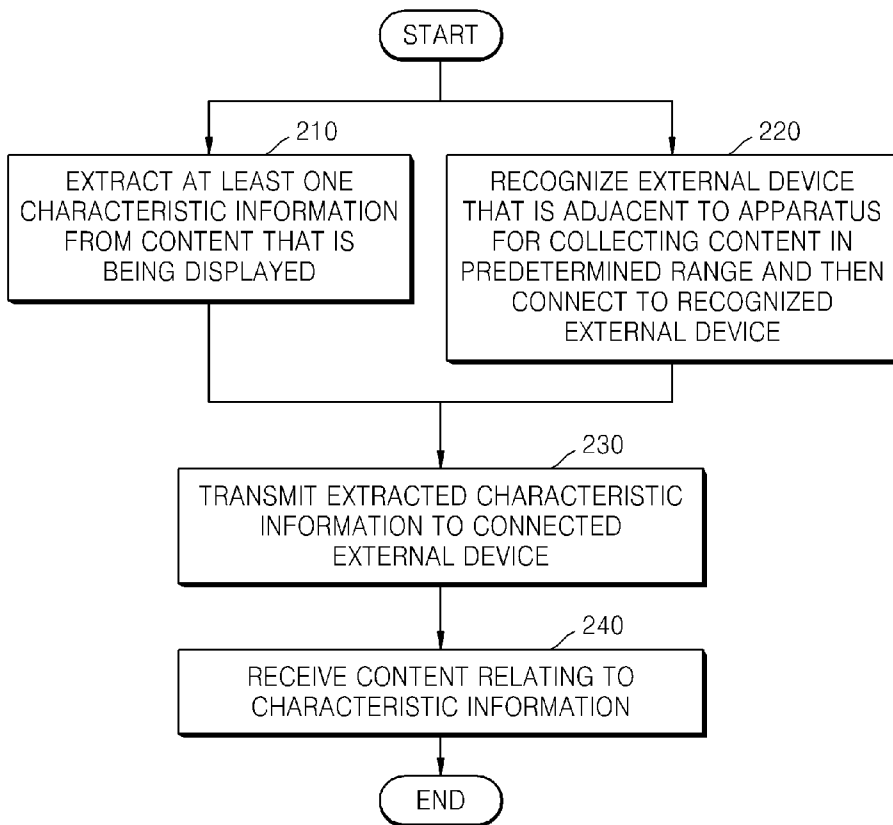 START
210
EXTRACT AT LEAST ONE
CHARACTERISTIC INFORMATION
FROM CONTENT THAT IS
BEING DISPLAYED
220
RECOGNIZE EXTERNAL DEVICE
THAT IS ADJACENT TO APPARATUS
FOR COLLECTING CONTENT IN
PREDETERMINED RANGE AND THEN
CONNECT TO RECOGNIZED
EXTERNAL DEVICE
230
TRANSMIT EXTRACTED CHARACTERISTIC
INFORMATION TO CONNECTED
EXTERNAL DEVICE
240
RECEIVE CONTENT RELATING TO
CHARACTERISTIC INFORMATION
END